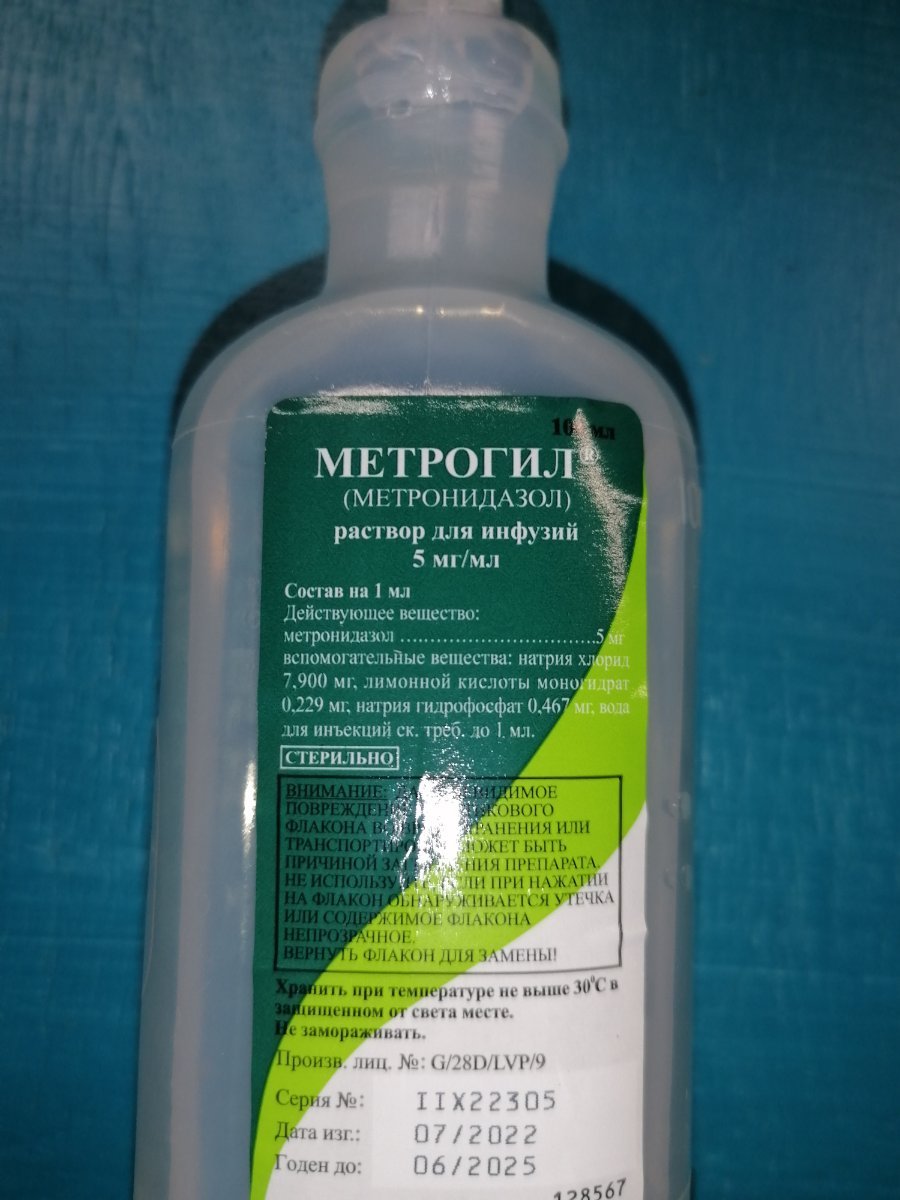 мл
МЕТРОГИЛ®
(МЕТРОНИДАЗОЛ)
раствор для инфузий
5 мг/мл
Состав на 1 мл
Действующее вещество:
метронидазол ..............................5 мг
вспомогательные вещества: натрия хлорид
7,900 мг, лимонной кислоты моногидрат
0,229 мг, натрия гидрофосфат 0,467 мг, вода
для инъекций ск. треб. до 1 мл.
СТЕРИЛЬНО
ВНИМАНИЕ:
ПОВРЕЖДЕНИ
ФЛАКОНА ИЛИ
БЫТЬ
ПРИЧИНОЙ ПРЕПАРАТА.
НЕ ПРИ НАЖАТИИ
НА ФЛАКОН ОБНАРУЖИВАЕТСЯ УТЕЧКА
ИЛИ СОДЕРЖИМОЕ ФЛАКОНА
НЕПРОЗРАЧНОЕ.
ВЕРНУТЬ ФЛАКОН ДЛЯ ЗАМЕНЫ!
Хранить при температуре не выше 30⁰С в
защищенном от света месте.
Не замораживать.
Произв. лиц. №: G/28D/LVP/9
Серия №: IIX22305
Дата изг.: 07/2022
Годен до: 06/2025
128567